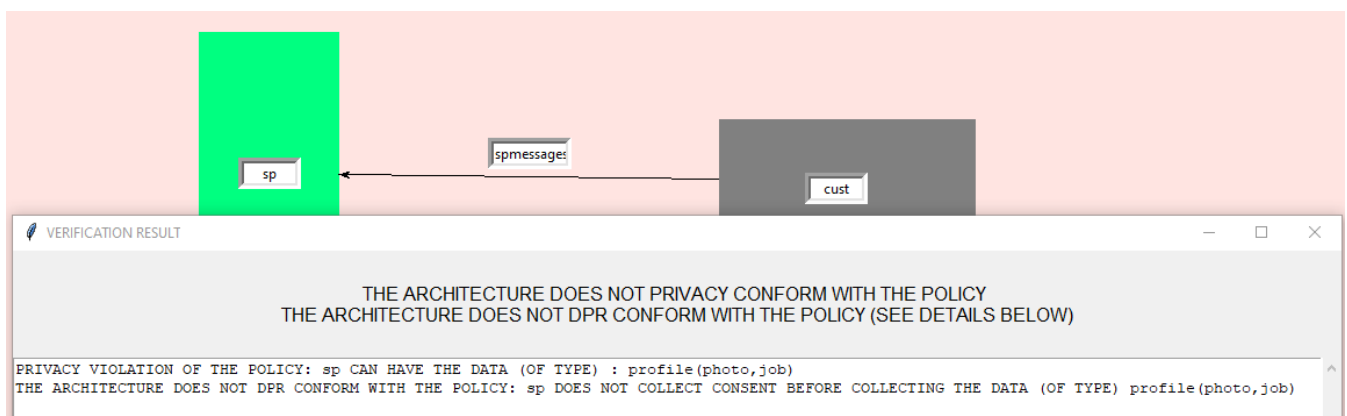 spmessages
sp
cust
VERIFICATION RESULT
THE ARCHITECTURE DOES NOT PRIVACY CONFORM WITH THE POLICY
THE ARCHITECTURE DOES NOT DPR CONFORM WITH THE POLICY (SEE DETAILS BELOW)
PRIVACY VIOLATION OF THE POLICY: sp CAN HAVE THE DATA (OF TYPE) : profile(photo,job)
THE ARCHITECTURE DOES NOT DPR CONFORM WITH THE POLICY: sp DOES NOT COLLECT CONSENT BEFORE COLLECTING THE DATA (OF TYPE) profile(photo,job)